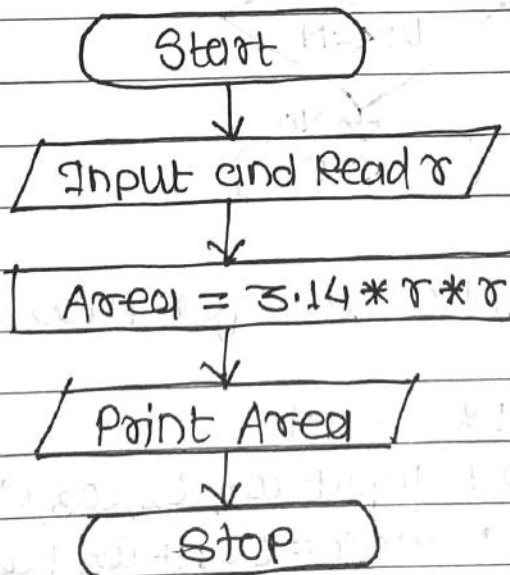 Start
Input and Read r
Area = 3.14 * r * r
Print Area
Stop